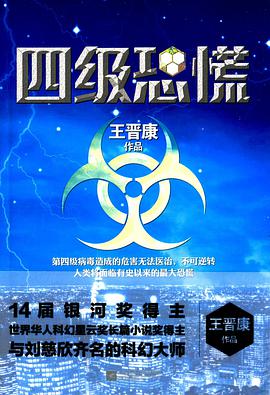 四级恐慌
王晋康
作品
第四级病毒造成的危害无法医治，不可逆转
人类将面临有史以来的最大恐慌
14届银河奖得主
世界华人科幻星云奖长篇小说奖得主
与刘慈欣齐名的科幻大师
王晋康
作品